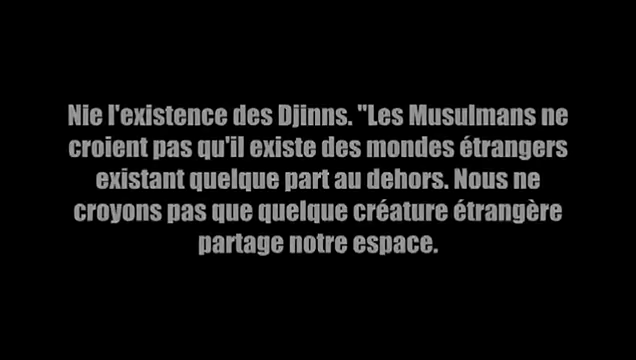 Nie l'existence des Djinns. "Les Musulmans ne
croient pas qu'il existe des mondes étrangers
existant quelque part au dehors. Nous ne
croyons pas que quelque créature étrangère
partage notre espace.